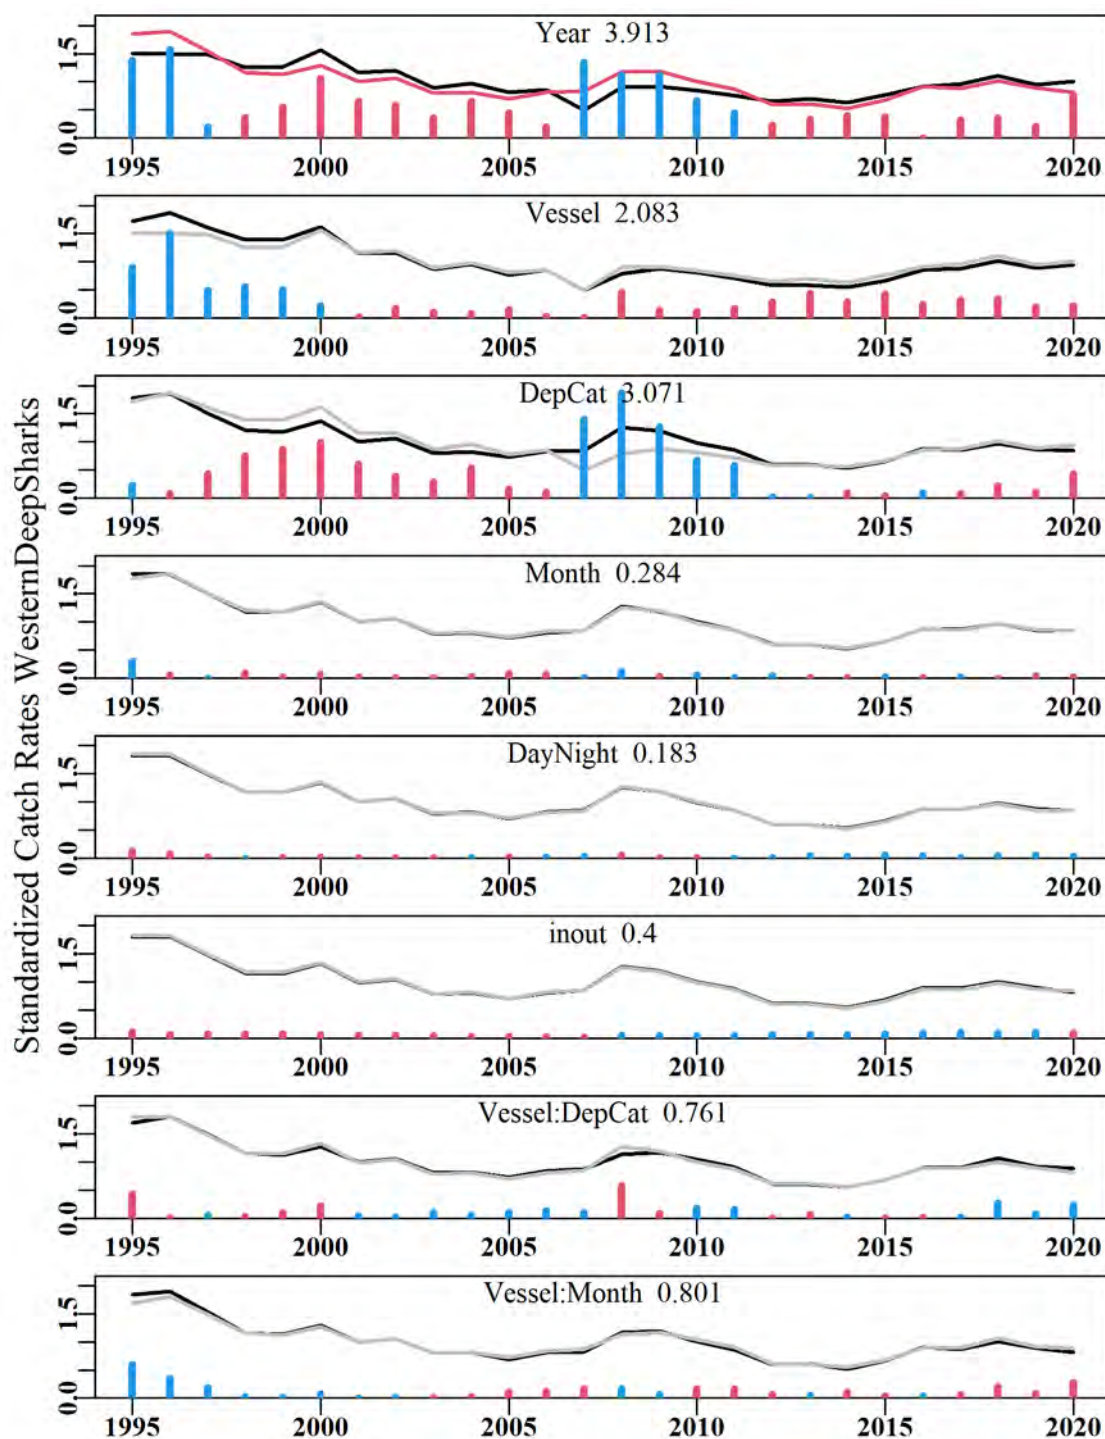 Standardized Catch Rates WesternDeepSharks
Year 3.913
0.0 1.5
1995 2000 2005 2010 2015 2020
Vessel 2.083
0.0 1.5
1995 2000 2005 2010 2015 2020
DepCat 3.071
0.0 1.5
1995 2000 2005 2010 2015 2020
Month 0.284
0.0 1.5
1995 2000 2005 2010 2015 2020
DayNight 0.183
0.0 1.5
1995 2000 2005 2010 2015 2020
inout 0.4
0.0 1.5
1995 2000 2005 2010 2015 2020
Vessel:DepCat 0.761
0.0 1.5
1995 2000 2005 2010 2015 2020
Vessel:Month 0.801
0.0 1.5
1995 2000 2005 2010 2015 2020